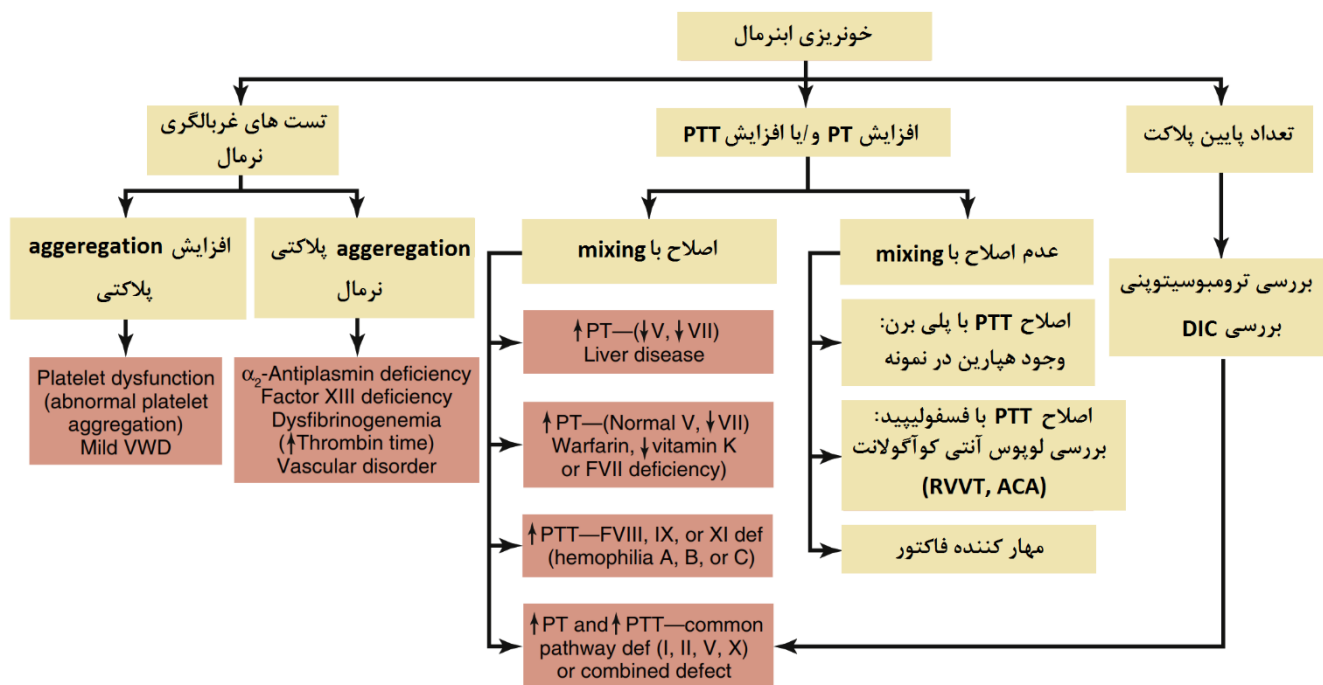 خونریزی ابنرمال
تست های غربالگری
نرمال
افزایش PT و/یا افزایش PTT
تعداد پایین پلاکت
افزایش aggeregation
پلاکتی
aggeregation پلاکتی
نرمال
اصلاح با mixing
عدم اصلاح با mixing
بررسی ترومبوسیتوپنی
بررسی DIC
Platelet dysfunction
(abnormal platelet
aggregation)
Mild VWD
α₂-Antiplasmin deficiency
Factor XIII deficiency
Dysfibrinogenemia
(↑Thrombin time)
Vascular disorder
↑PT—(↓V, ↓VII)
Liver disease
↑PT—(Normal V, ↓VII)
Warfarin, ↓vitamin K
or FVII deficiency)
↑PTT—FVIII, IX, or XI def
(hemophilia A, B, or C)
↑PT and ↑PTT—common
pathway def (I, II, V, X)
or combined defect
اصلاح PTT با پلی برن:
وجود هپارین در نمونه
اصلاح PTT با فسفولیپید:
بررسی لوپوس آنتی کوآگولانت
(RVVT, ACA)
مهار کننده فاکتور